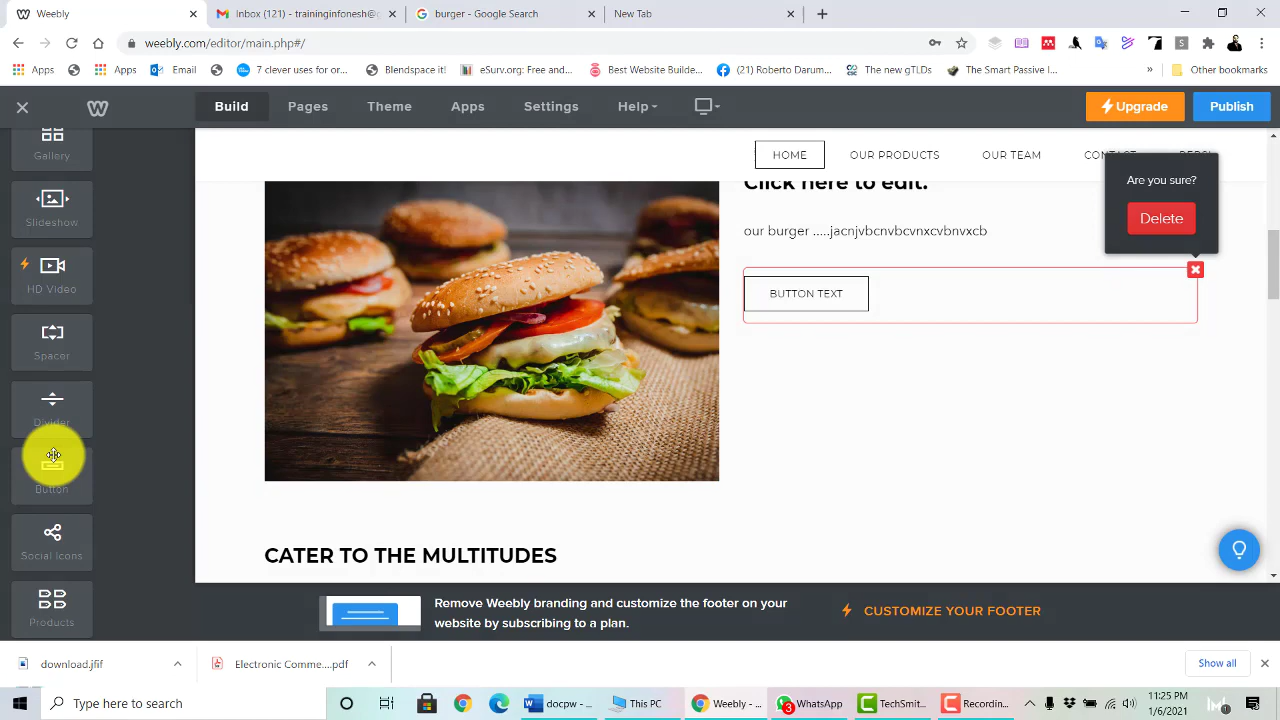 Weebly
Inbox (121) - traininginfonesh@g
burger - Google Search
New Tab
weebly.com/editor/main.php#/
Apps
Apps
Email
7 clever uses for or...
Blendspace it!
Surv.org: Free and...
Best Website Builde...
(21) Roberto Darum...
The new gTLDs
The Smart Passive I...
»
Other bookmarks
Build
Pages
Theme
Apps
Settings
Help
Upgrade
Publish
Gallery
Slideshow
HD Video
Spacer
Divider
Button
Social Icons
Products
HOME
OUR PRODUCTS
OUR TEAM
Are you sure?
Delete
Click here to edit.
our burger .....jacnjvbcnvbcvnxcvbnvxcb
BUTTON TEXT
CATER TO THE MULTITUDES
Remove Weebly branding and customize the footer on your
website by subscribing to a plan.
CUSTOMIZE YOUR FOOTER
download.jfif
Electronic Comme....pdf
Show all
Type here to search
docpw - ...
This PC
Weebly - ...
3
WhatsApp
TechSmit...
Recordin...
11:25 PM
1/6/2021